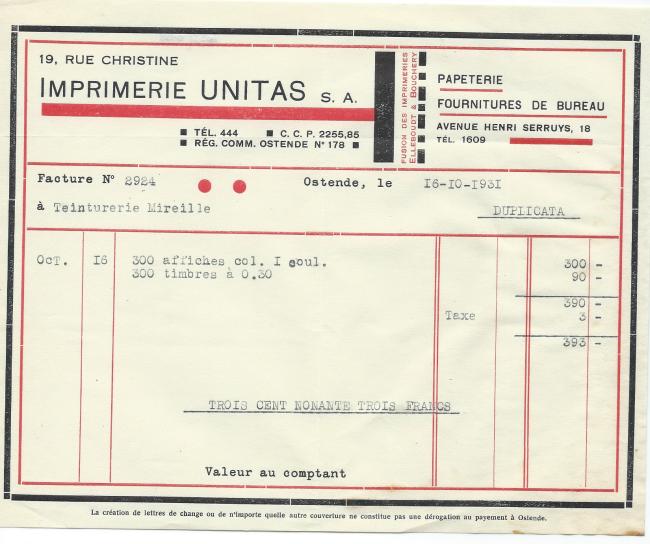 19, RUE CHRISTINE
IMPRIMERIE UNITAS S. A.
TÉL. 444 C. C. P. 2255,85
RÉG. COMM. OSTENDE N° 178
FUSION DES IMPRIMERIES
ELLEBOUDT & BOUCHERY
PAPETERIE
FOURNITURES DE BUREAU
AVENUE HENRI SERRUYS, 18
TÉL. 1609
Facture N° 2924 Ostende, le I6-I0-I93I
à Teinturerie Mireille DUPLICATA
OcT. I6 300 affiches col. I coul. 300 -
300 timbres à 0.30 90 -
390 -
Taxe 3 -
393 -
TROIS CENT NONANTE TROIS FRANCS
Valeur au comptant
La création de lettres de change ou de n'importe quelle autre couverture ne constitue pas une dérogation au payement à Ostende.